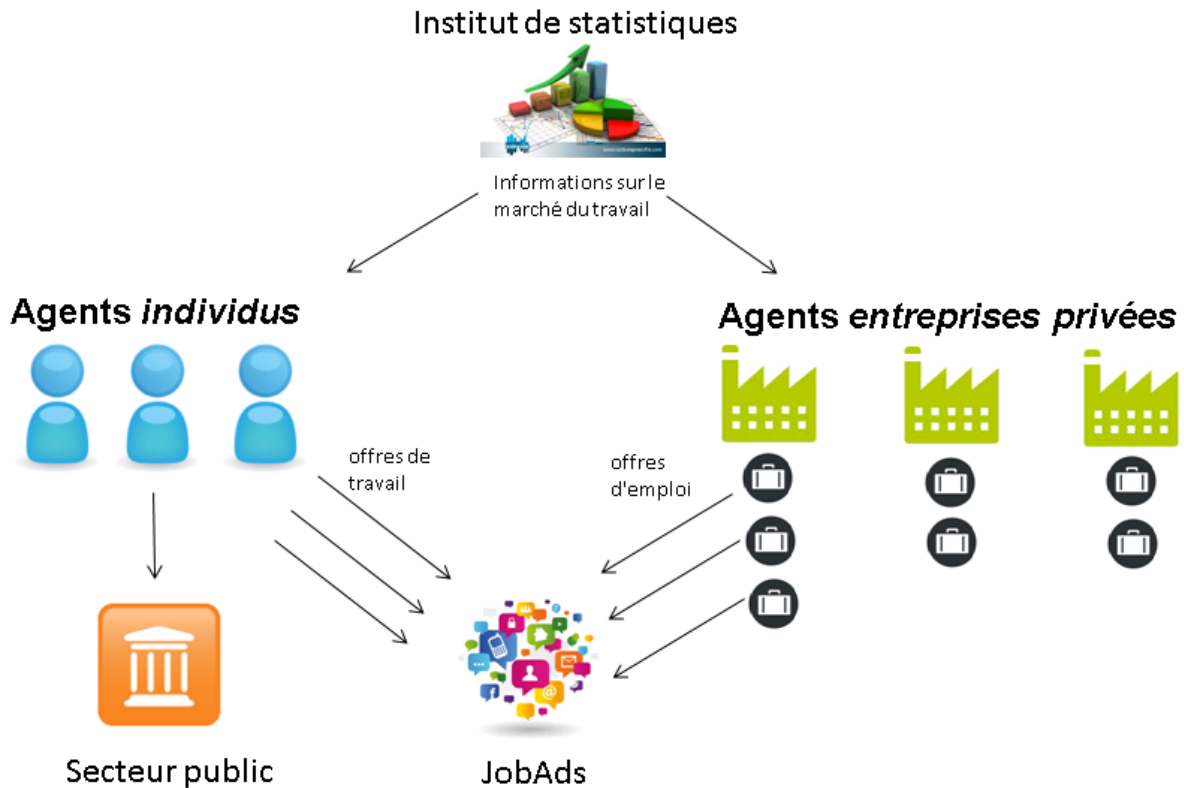 Institut de statistiques
Informations sur le
marché du travail
Agents individus
Agents entreprises privées
offres de
travail
offres
d'emploi
Secteur public
JobAds